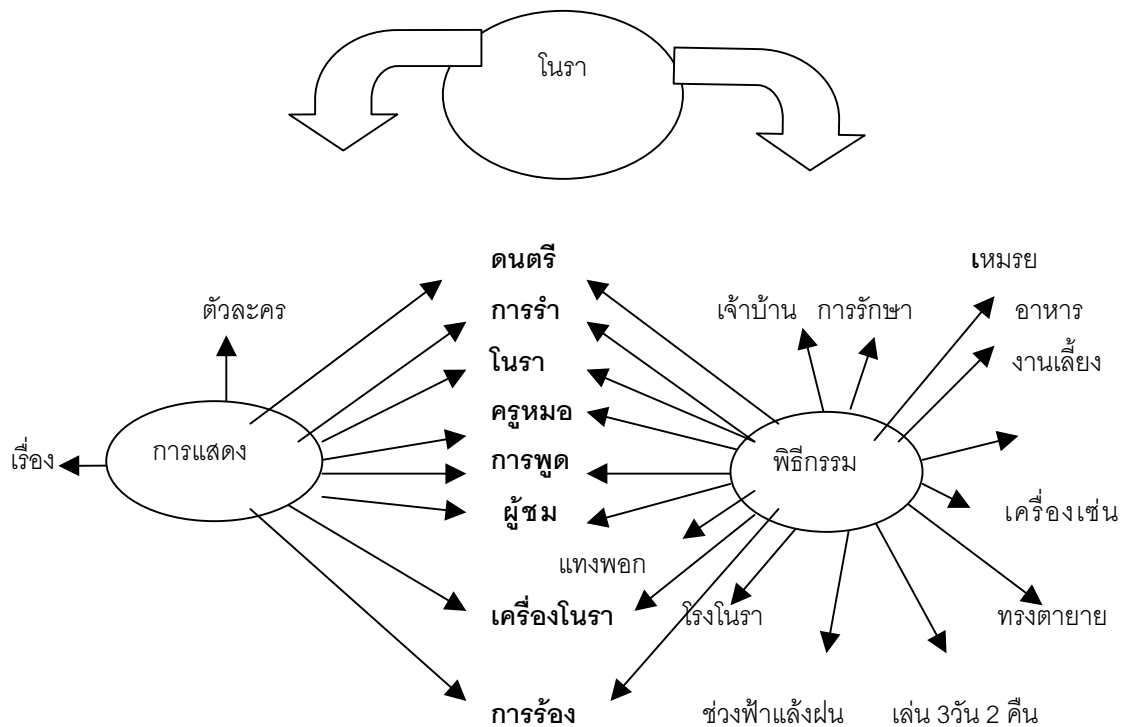 โนรา
ดนตรี
เหมรย
ตัวละคร
การรำ
เจ้าบ้าน
การรักษา
อาหาร
โนรา
งานเลี้ยง
ครูหมอ
เรื่อง
การแสดง
การพูด
พิธีกรรม
ผู้ชม
เครื่องเซ่น
แทงพอก
เครื่องโนรา
โรงโนรา
ทรงตายาย
การร้อง
ช่วงฟ้าแล้งฝน
เล่น 3วัน 2 คืน